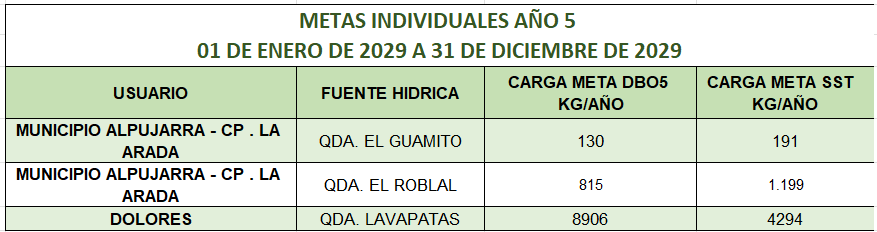 METAS INDIVIDUALES AÑO 5
01 DE ENERO DE 2029 A 31 DE DICIEMBRE DE 2029
USUARIO FUENTE HIDRICA CARGA META DBO5 KG/AÑO CARGA META SST KG/AÑO
MUNICIPIO ALPUJARRA - CP . LA ARADA QDA. EL GUAMITO 130 191
MUNICIPIO ALPUJARRA - CP . LA ARADA QDA. EL ROBLAL 815 1.199
DOLORES QDA. LAVAPATAS 8906 4294